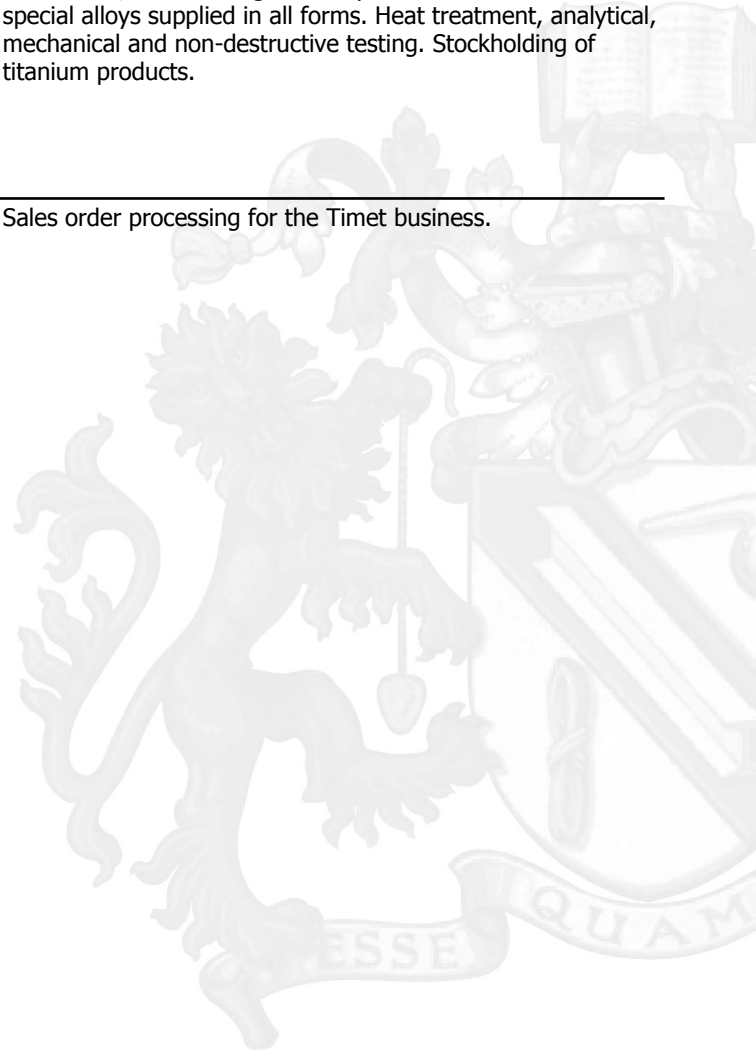 special alloys supplied in all forms. Heat treatment, analytical,
mechanical and non-destructive testing. Stockholding of
titanium products.
Sales order processing for the Timet business.
ESSE
QUAM